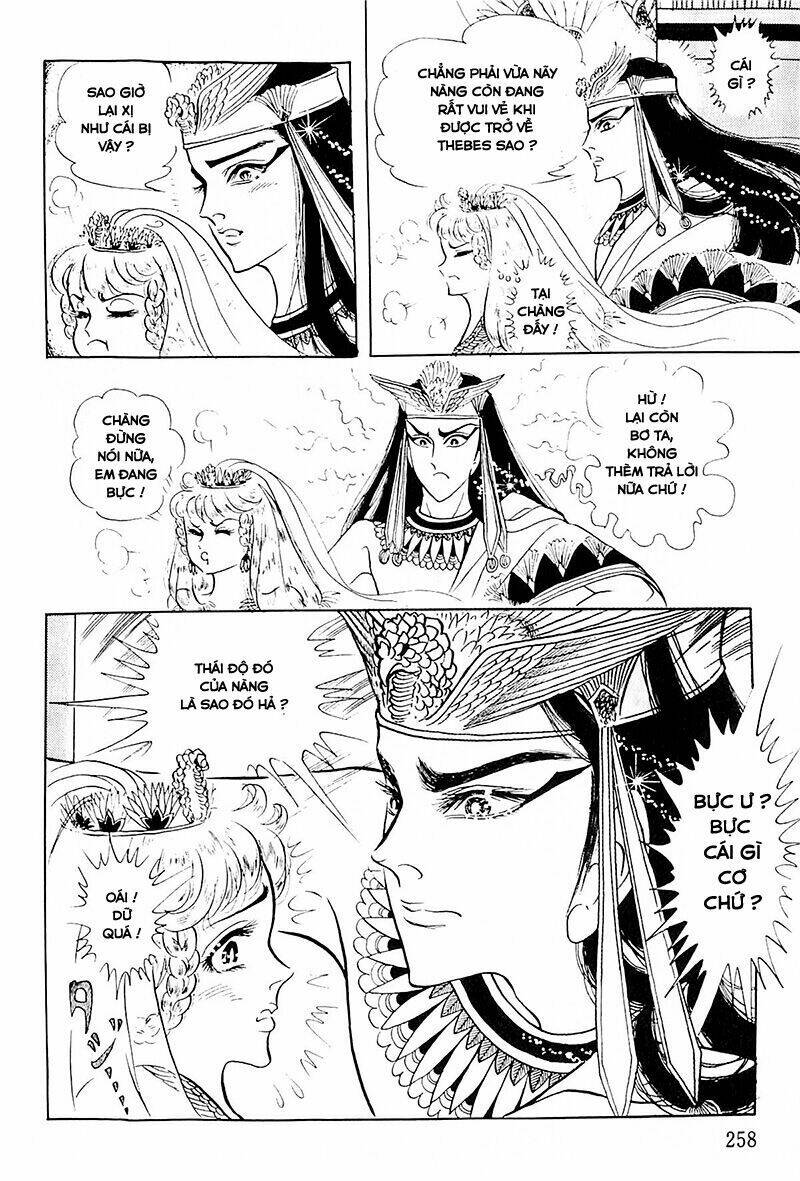 SAO GIỜ
LẠI XỊ
NHƯ CÁI BỊ
VẬY ?
CHẲNG PHẢI VỪA NÃY
NÀNG CÒN ĐANG
RẤT VUI VẺ KHI
ĐƯỢC TRỞ VỀ
THEBES SAO ?
CÁI
GÌ ?
TẠI
CHÀNG
ĐẤY !
CHÀNG
ĐỪNG
NÓI NỮA,
EM ĐANG
BỰC !
HỪ !
LẠI CÒN
BƠ TA,
KHÔNG
THÈM TRẢ LỜI
NỮA CHỨ !
THÁI ĐỘ ĐÓ
CỦA NÀNG
LÀ SAO ĐÓ HẢ ?
BỰC Ư ?
BỰC
CÁI GÌ
CƠ
CHỨ ?
OÁI !
DỮ
QUÁ !
258